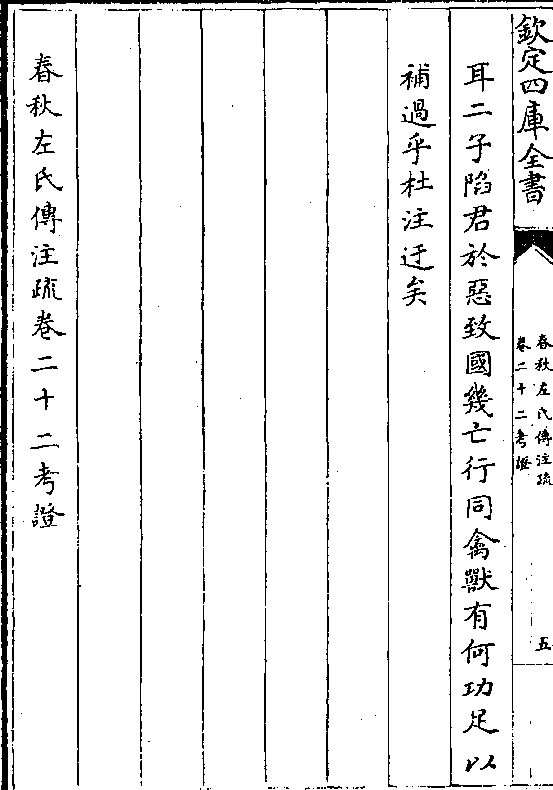 欽定四庫全書
春秋左氏傳注疏
卷二十二考證
五
耳二子陷君於惡致國幾亡行同禽獸有何功足以
補過乎杜注迂矣
春秋左氏傳注疏卷二十二考證